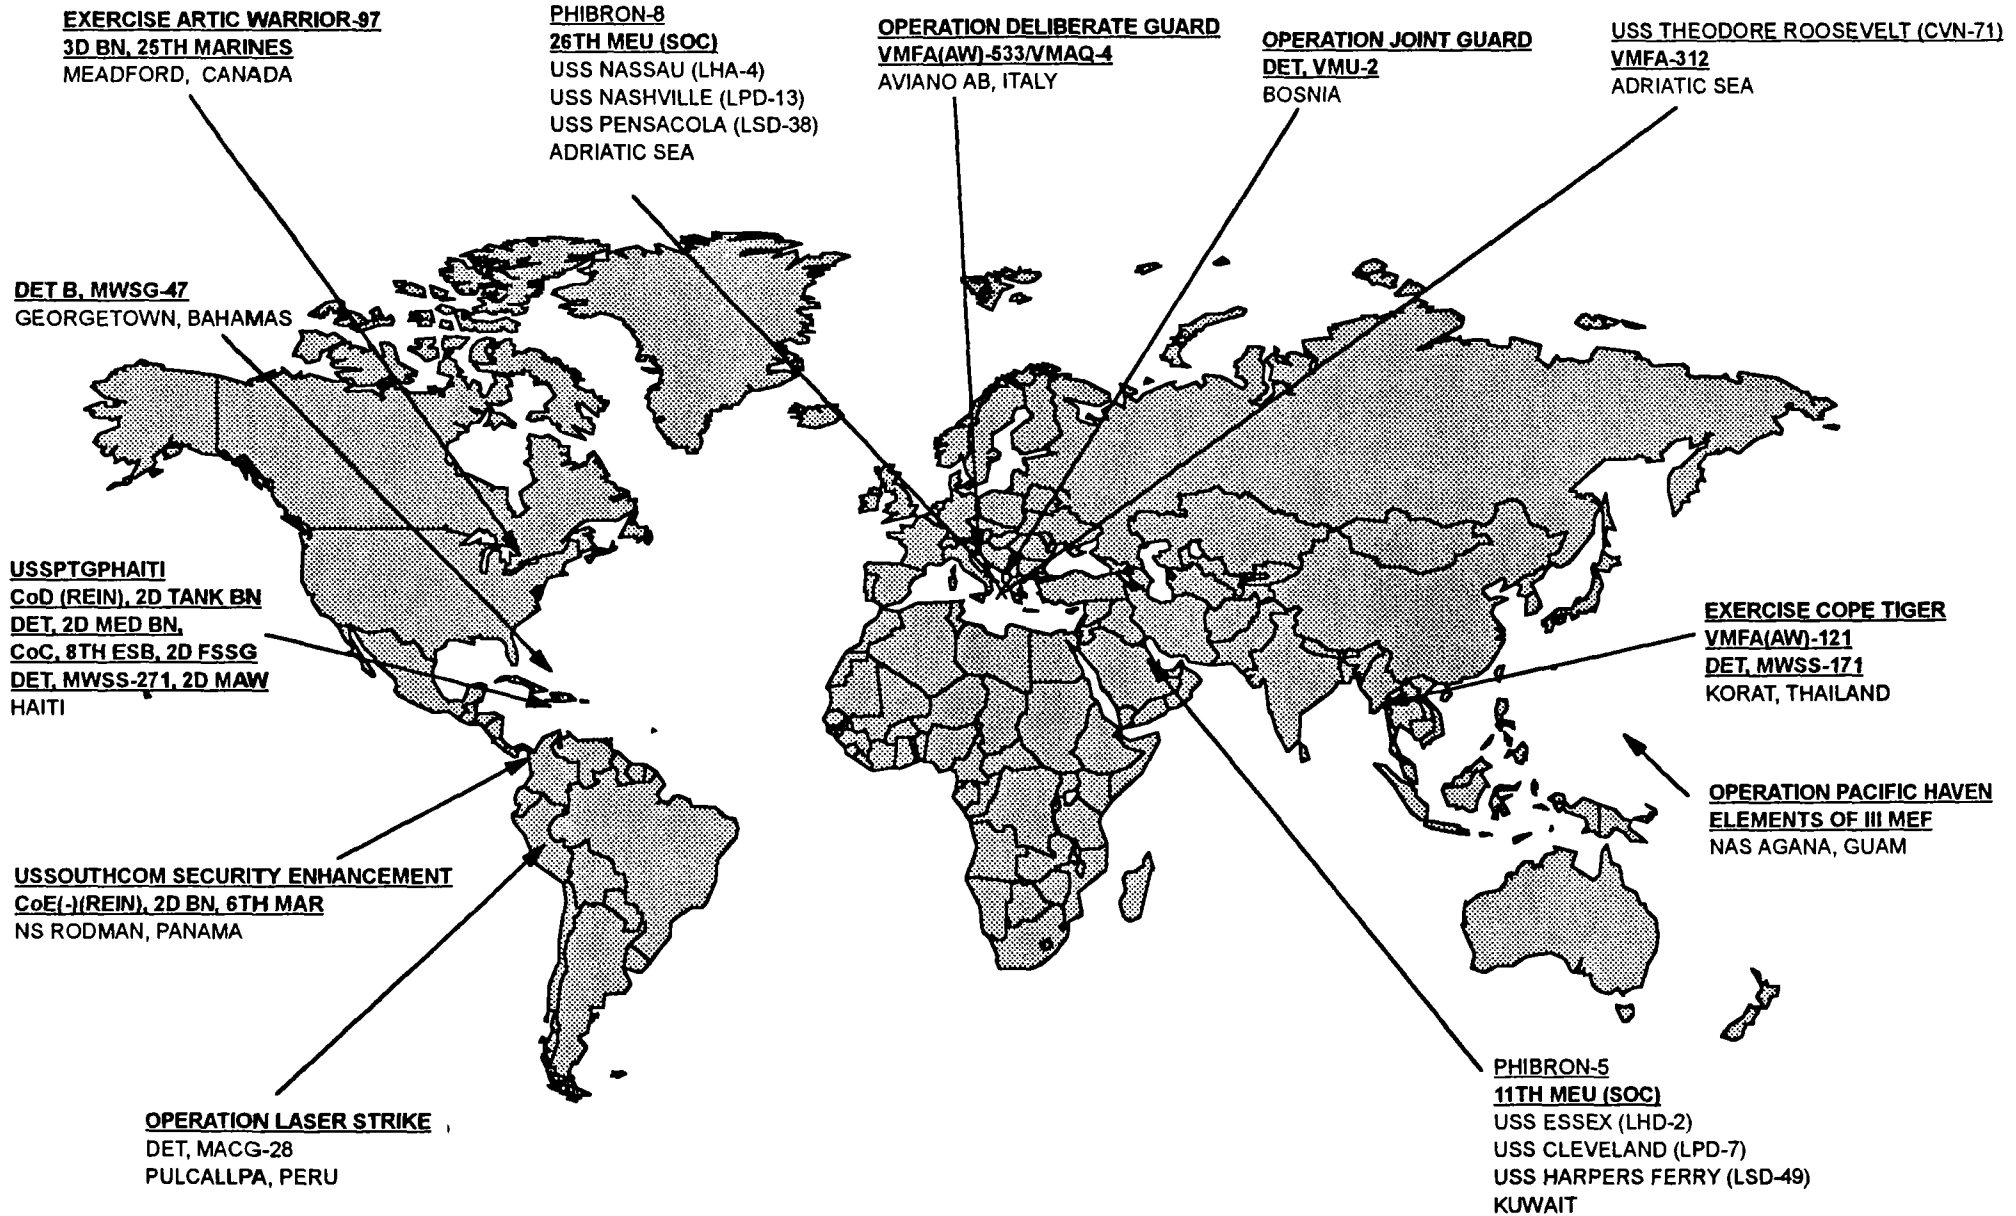 EXERCISE ARTIC WARRIOR-97
3D BN, 25TH MARINES
MEADFORD, CANADA
PHIBRON-8
26TH MEU (SOC)
USS NASSAU (LHA-4)
USS NASHVILLE (LPD-13)
USS PENSACOLA (LSD-38)
ADRIATIC SEA
OPERATION DELIBERATE GUARD
VMFA(AW)-533/VMAQ-4
AVIANO AB, ITALY
OPERATION JOINT GUARD
DET, VMU-2
BOSNIA
USS THEODORE ROOSEVELT (CVN-71)
VMFA-312
ADRIATIC SEA
DET B, MWSG-47
GEORGETOWN, BAHAMAS
USSPTGPHAITI
CoD (REIN), 2D TANK BN
DET, 2D MED BN,
CoC, 8TH ESB, 2D FSSG
DET, MWSS-271, 2D MAW
HAITI
EXERCISE COPE TIGER
VMFA(AW)-121
DET, MWSS-171
KORAT, THAILAND
OPERATION PACIFIC HAVEN
ELEMENTS OF III MEF
NAS AGANA, GUAM
USSOUTHCOM SECURITY ENHANCEMENT
CoE(-)(REIN), 2D BN, 6TH MAR
NS RODMAN, PANAMA
OPERATION LASER STRIKE
DET, MACG-28
PULCALLPA, PERU
PHIBRON-5
11TH MEU (SOC)
USS ESSEX (LHD-2)
USS CLEVELAND (LPD-7)
USS HARPERS FERRY (LSD-49)
KUWAIT